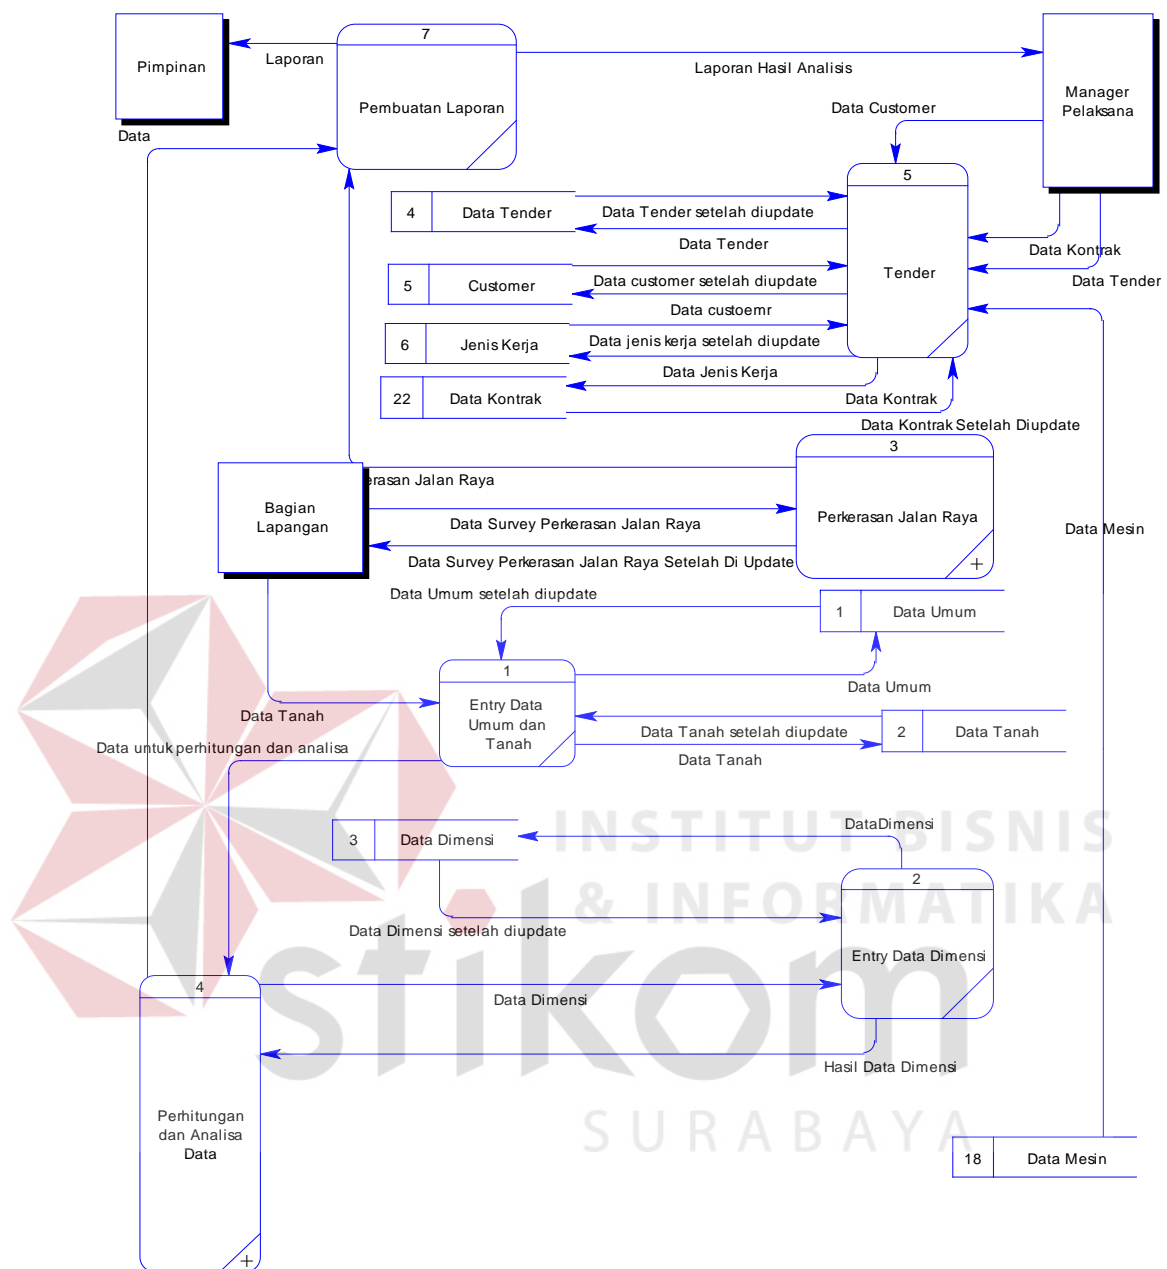 7
Pimpinan
Laporan
Pembuatan Laporan
Laporan Hasil Analisis
Manager
Pelaksana
Data
Data Customer
5
Tender
4
Data Tender
Data Tender setelah diupdate
Data Tender
Data Kontrak
Data Tender
5
Customer
Data customer setelah diupdate
Data custoemr
6
Jenis Kerja
Data jenis kerja setelah diupdate
Data Jenis Kerja
22
Data Kontrak
Data Kontrak
Data Kontrak Setelah Diupdate
3
Perkerasan Jalan Raya
+
erasan Jalan Raya
Bagian
Lapangan
Data Survey Perkerasan Jalan Raya
Data Survey Perkerasan Jalan Raya Setelah Di Update
Data Mesin
Data Umum setelah diupdate
1
Data Umum
1
Entry Data
Umum dan
Tanah
Data Umum
Data Tanah
Data Tanah setelah diupdate
2
Data Tanah
Data Tanah
Data untuk perhitungan dan analisa
INSTITUT BISNIS
& INFORMATIKA
stikom
SURABAYA
3
Data Dimensi
DataDimensi
2
Entry Data Dimensi
Data Dimensi setelah diupdate
4
Perhitungan
dan Analisa
Data
+
Data Dimensi
Hasil Data Dimensi
18
Data Mesin